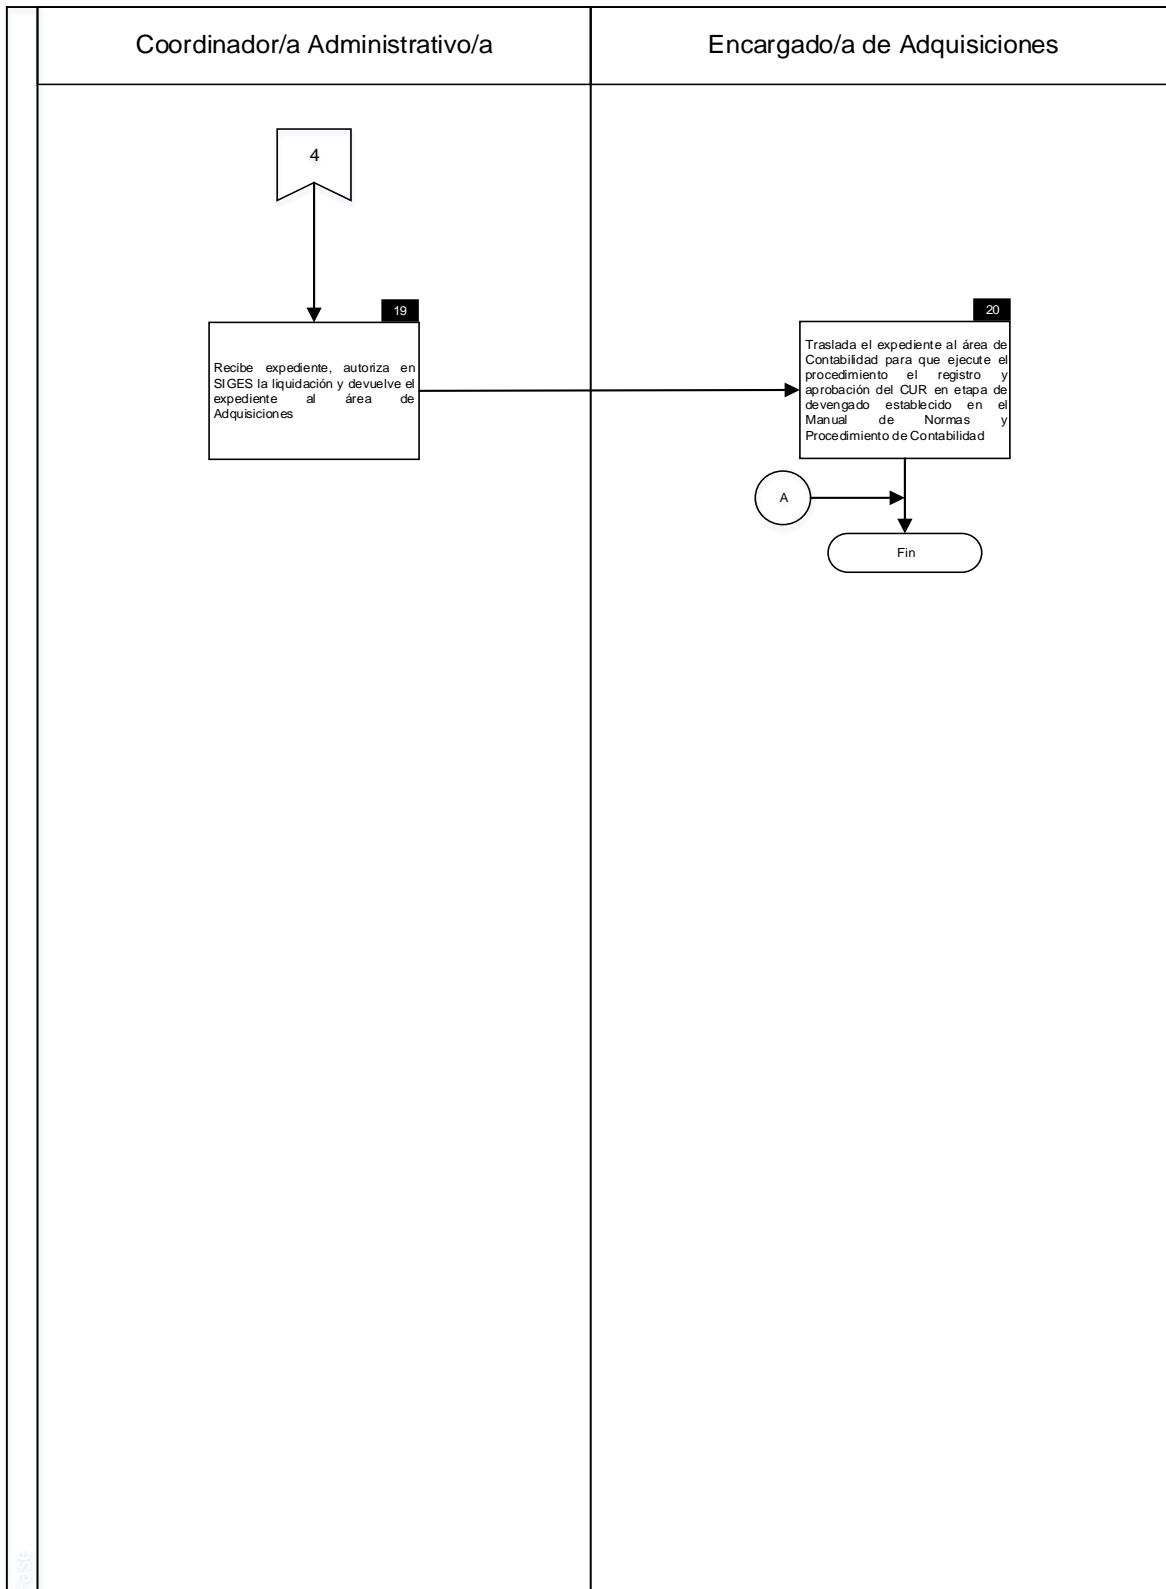 Coordinador/a Administrativo/a
Encargado/a de Adquisiciones
4
19
Recibe expediente, autoriza en
SIGES la liquidación y devuelve el
expediente al área de
Adquisiciones
20
Traslada el expediente al área de
Contabilidad para que ejecute el
procedimiento el registro y
aprobación del CUR en etapa de
devengado establecido en el
Manual de Normas y
Procedimiento de Contabilidad
A
Fin